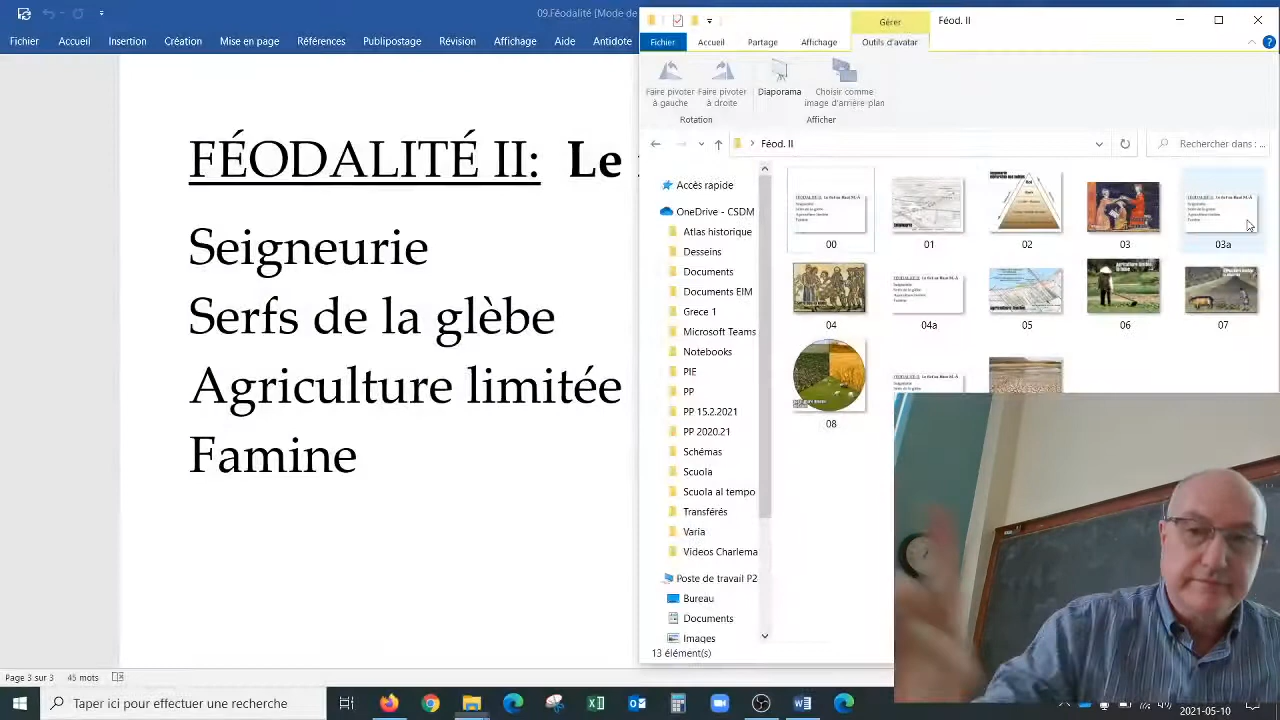 09.Féodalité [Mode de
Fichier Accueil Insertion Mise en page Références Publipostage Révision Affichage Aide Antidote
FÉODALITÉ II: Le
Seigneurie
Serfs de la glèbe
Agriculture limitée
Famine
Page 3 sur 3 45 mots
Gérer Féod. II
Fichier Accueil Partage Affichage Outils d'avatar
Faire pivoter à gauche
Faire pivoter à droite
Diaporama
Choisir comme image d'arrière-plan
Rotation Afficher
Féod. II
Rechercher dans : ...
Accès rapide
OneDrive - CSDM
Desseins
Documents
Documents EIM
Grece 1
Microsoft Teams
Notebooks
PE
PP
PP 15.2.2021
PP 2020.21
Schémas
Scuola
Scuola al tempo
Transférés
Varia
Vídeos Charlema
Poste de travail P2
Bureau
Documents
Images
00 01 02 03 03a
04 04a 05 06 07
08
13 élément(s)
Taper ici pour effectuer une recherche
2021-05-10